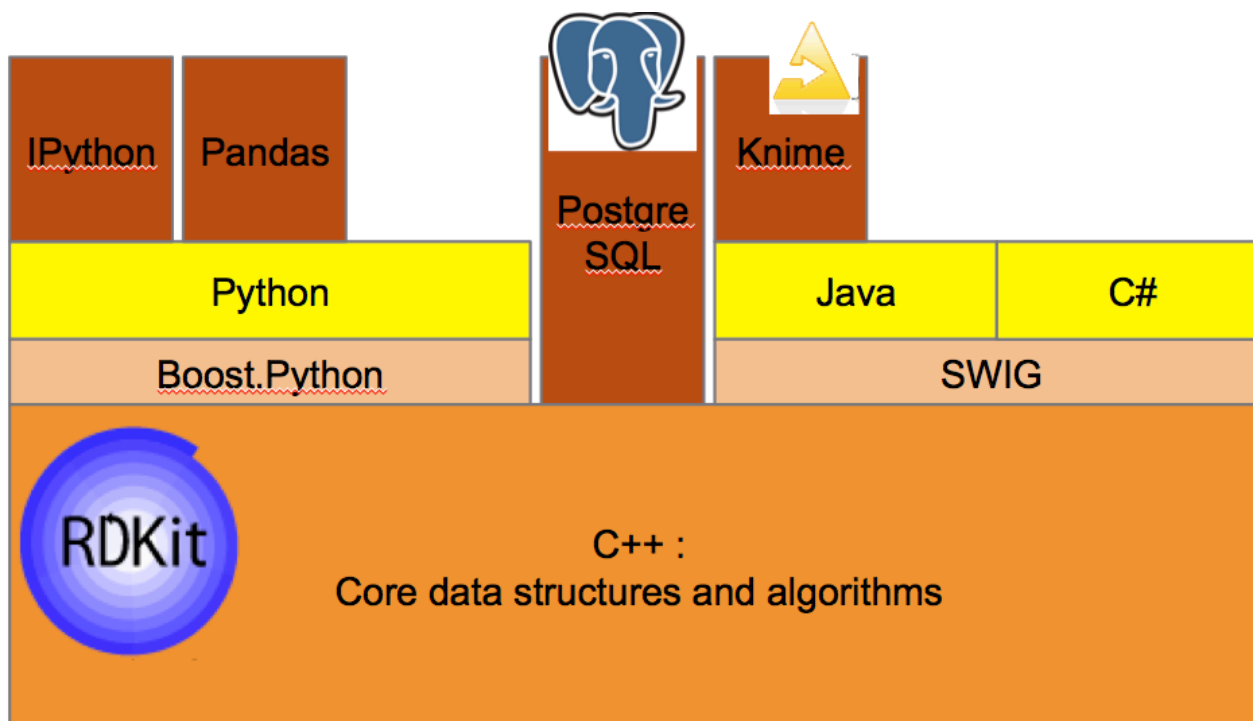 IPython
Pandas
Postgre
SQL
Knime
Python
Java
C#
Boost.Python
SWIG
RDKit
C++ :
Core data structures and algorithms